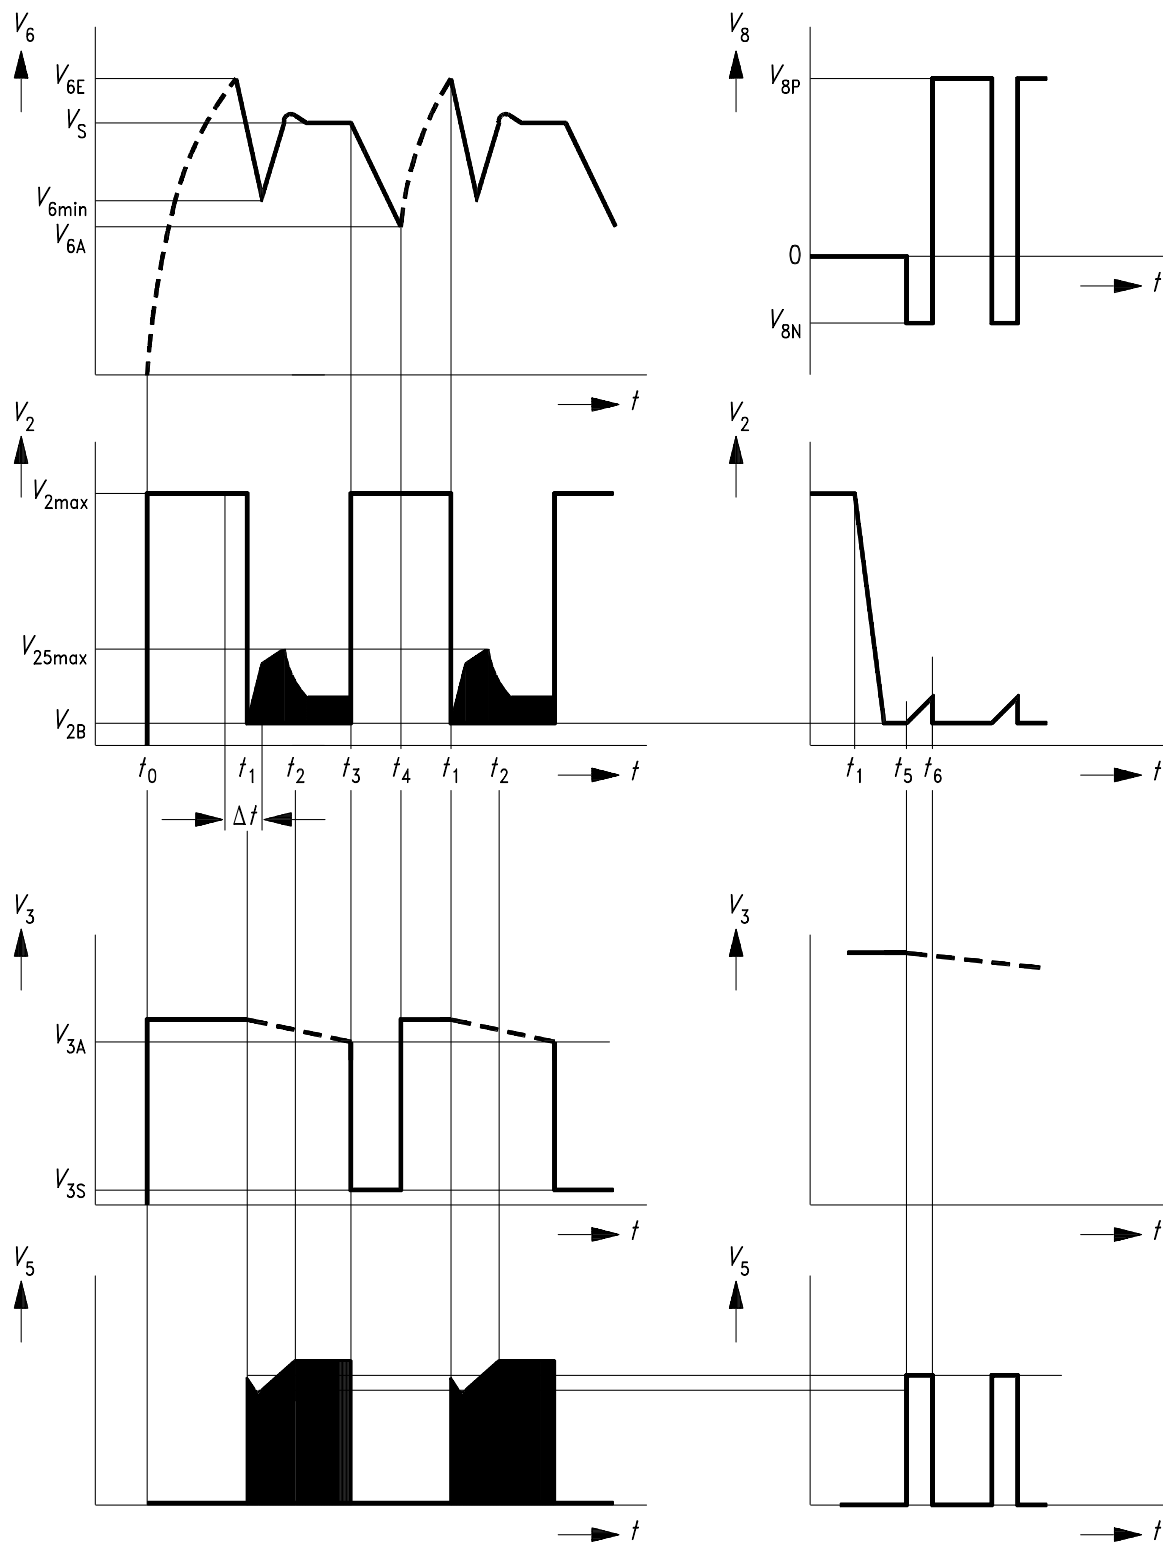 V6
V6E
VS
V6min
V6A
t
V8
V8P
0
V8N
t
V2
V2max
V25max
V2B
t0 t1 t2 t3 t4 t1 t2 t
Δt
V2
t1 t5 t6 t
V3
V3A
V3S
t
V3
t
V5
t
V5
t